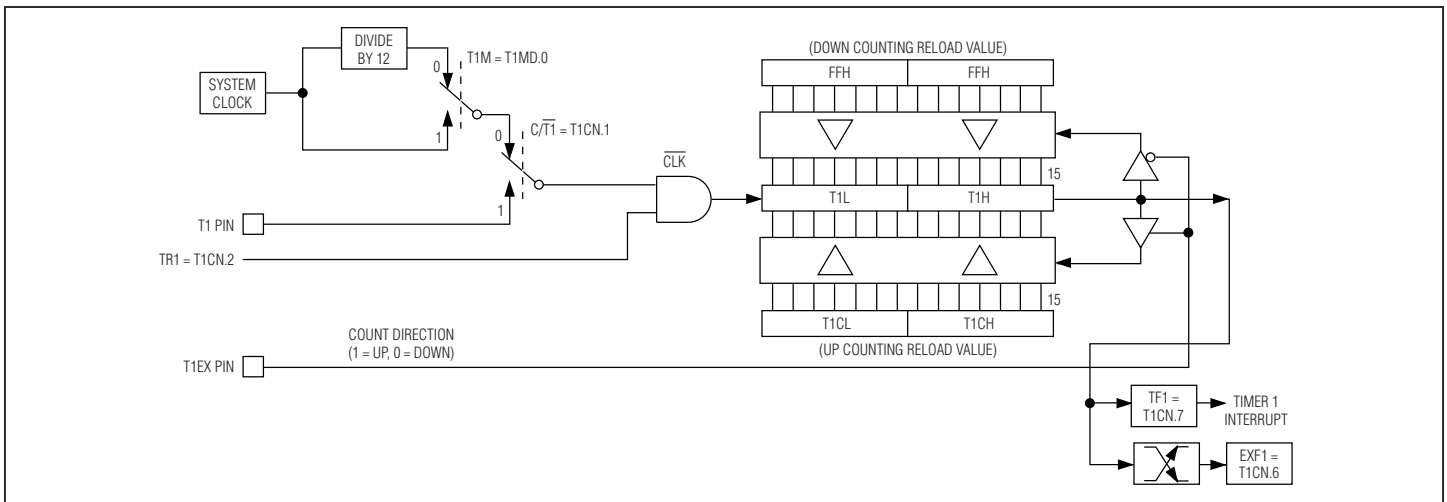 DIVIDE
BY 12
SYSTEM
CLOCK
0
T1M = T1MD.0
1
0
C/T̅1̅ = T1CN.1
1
C̅L̅K̅
T1 PIN
TR1 = T1CN.2
COUNT DIRECTION
(1 = UP, 0 = DOWN)
T1EX PIN
(DOWN COUNTING RELOAD VALUE)
FFH FFH
15
T1L T1H
15
T1CL T1CH
(UP COUNTING RELOAD VALUE)
TF1 =
T1CN.7
TIMER 1
INTERRUPT
EXF1 =
T1CN.6